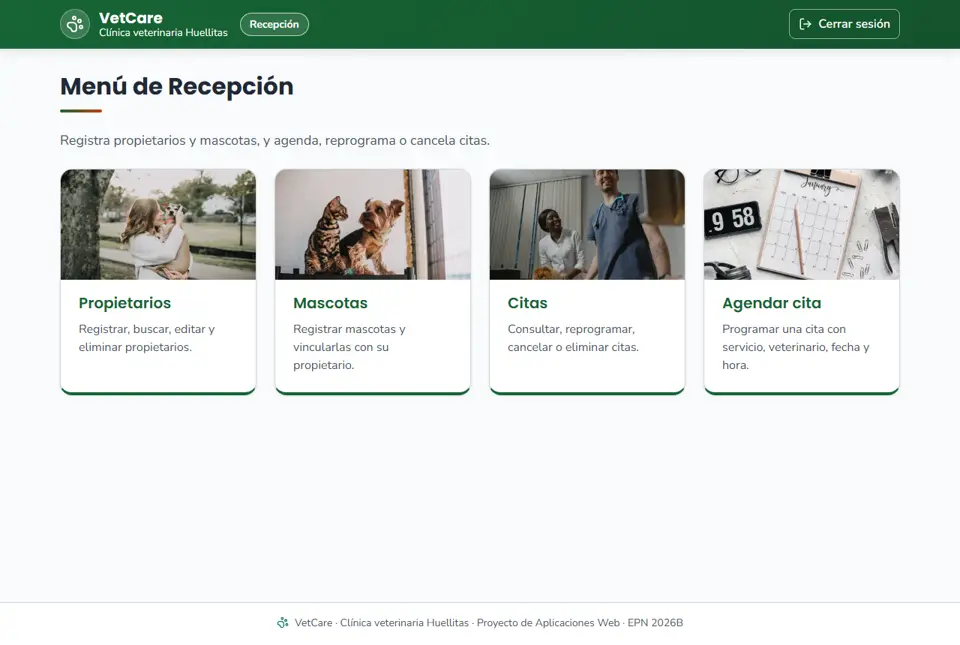 VetCare
Clínica veterinaria Huellitas
Recepción
Cerrar sesión
Menú de Recepción
Registra propietarios y mascotas, y agenda, reprograma o cancela citas.
January
9 58
Propietarios
Registrar, buscar, editar y
eliminar propietarios.
Mascotas
Registrar mascotas y
vincularlas con su
propietario.
Citas
Consultar, reprogramar,
cancelar o eliminar citas.
Agendar cita
Programar una cita con
servicio, veterinario, fecha y
hora.
VetCare · Clínica veterinaria Huellitas · Proyecto de Aplicaciones Web · EPN 2026B